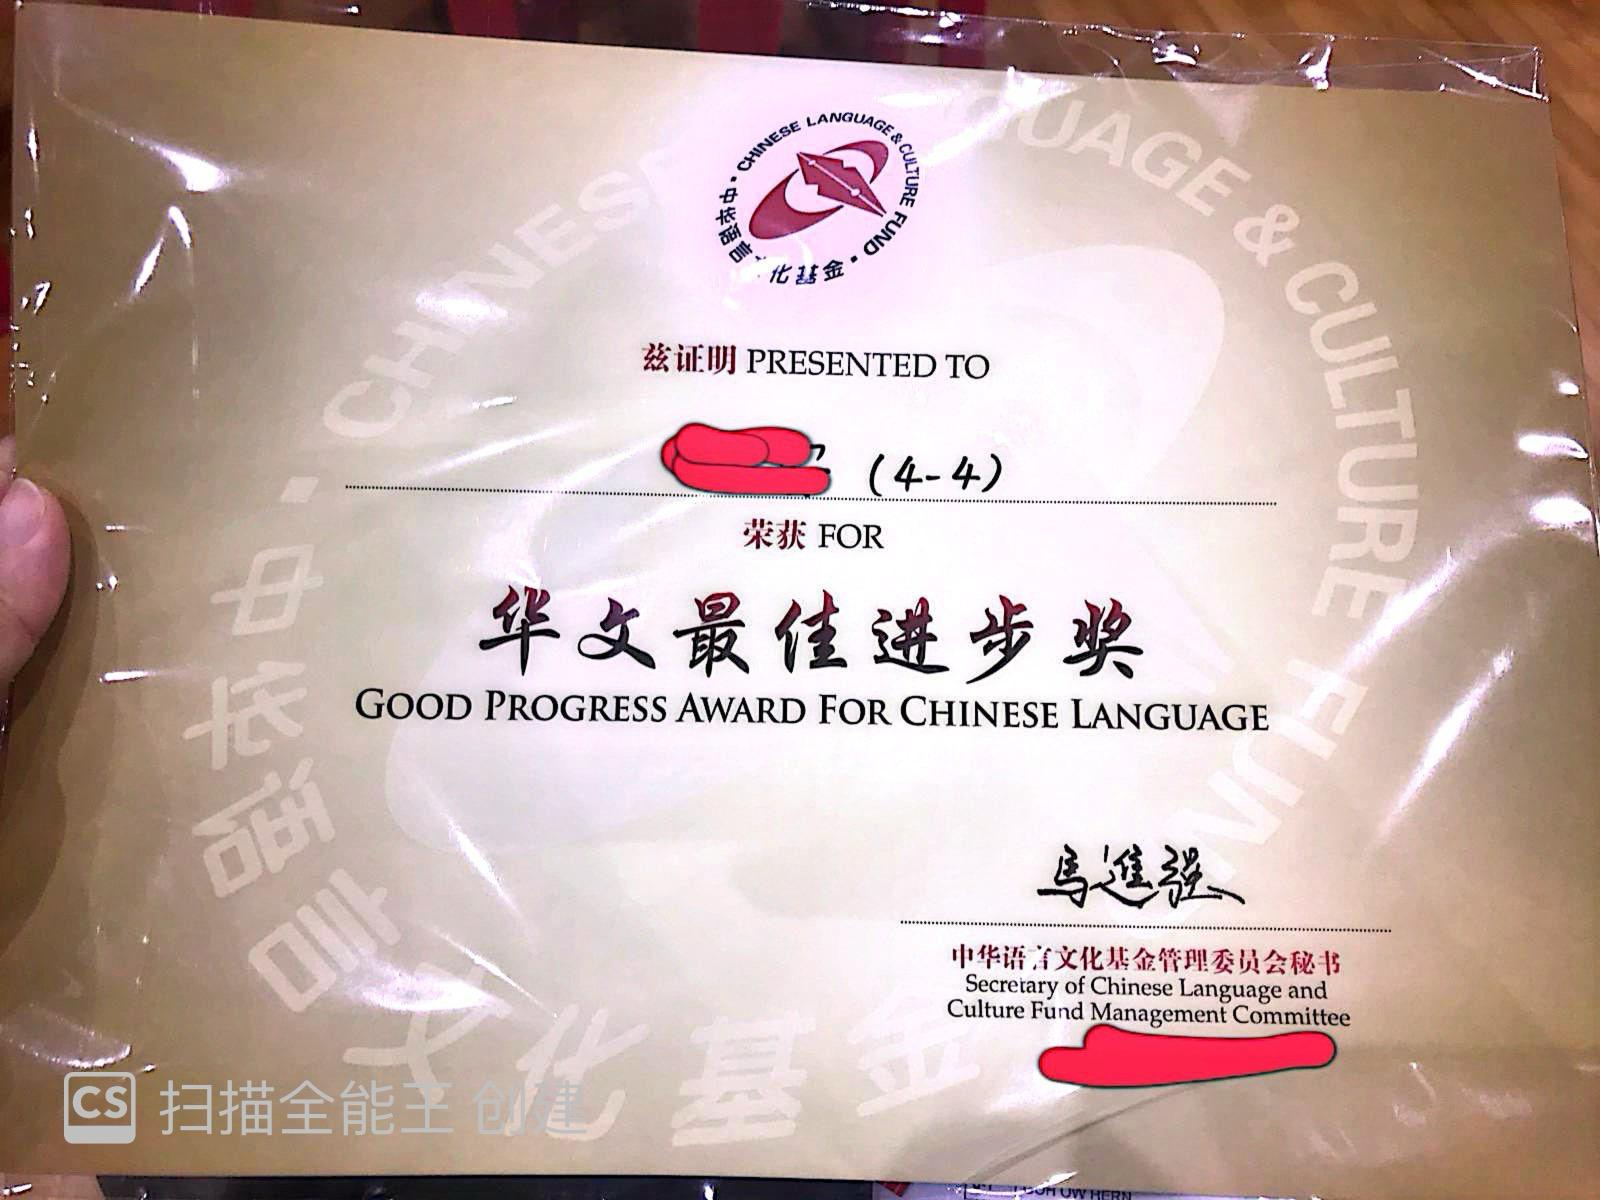 CHINESE LANGUAGE & CULTURE FUND
中华语言文化基金
兹证明 PRESENTED TO
(4-4)
荣获 FOR
华文最佳进步奖
GOOD PROGRESS AWARD FOR CHINESE LANGUAGE
馬進强
中华语言文化基金管理委员会秘书
Secretary of Chinese Language and
Culture Fund Management Committee
CHINESE LANGUAGE & CULTURE FUND
中华语言文化基金
CS 扫描全能王 创建